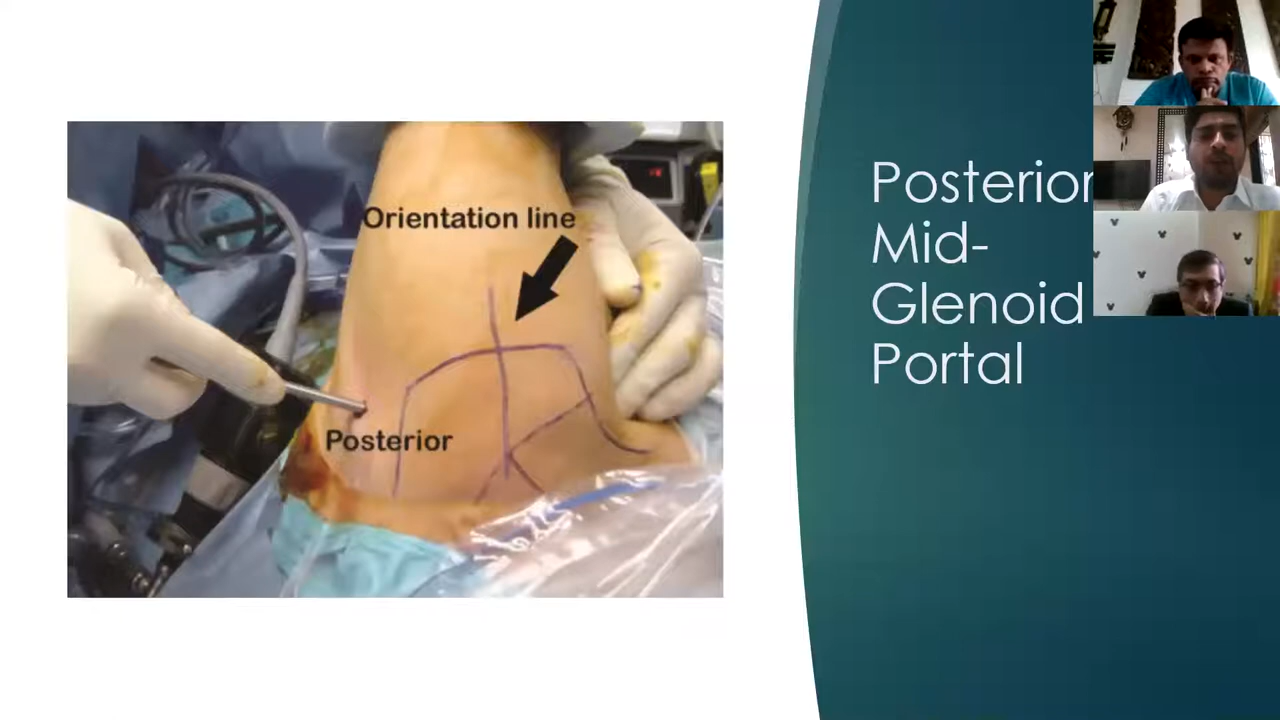 Orientation line
Posterior
Posterior
Mid-
Glenoid
Portal